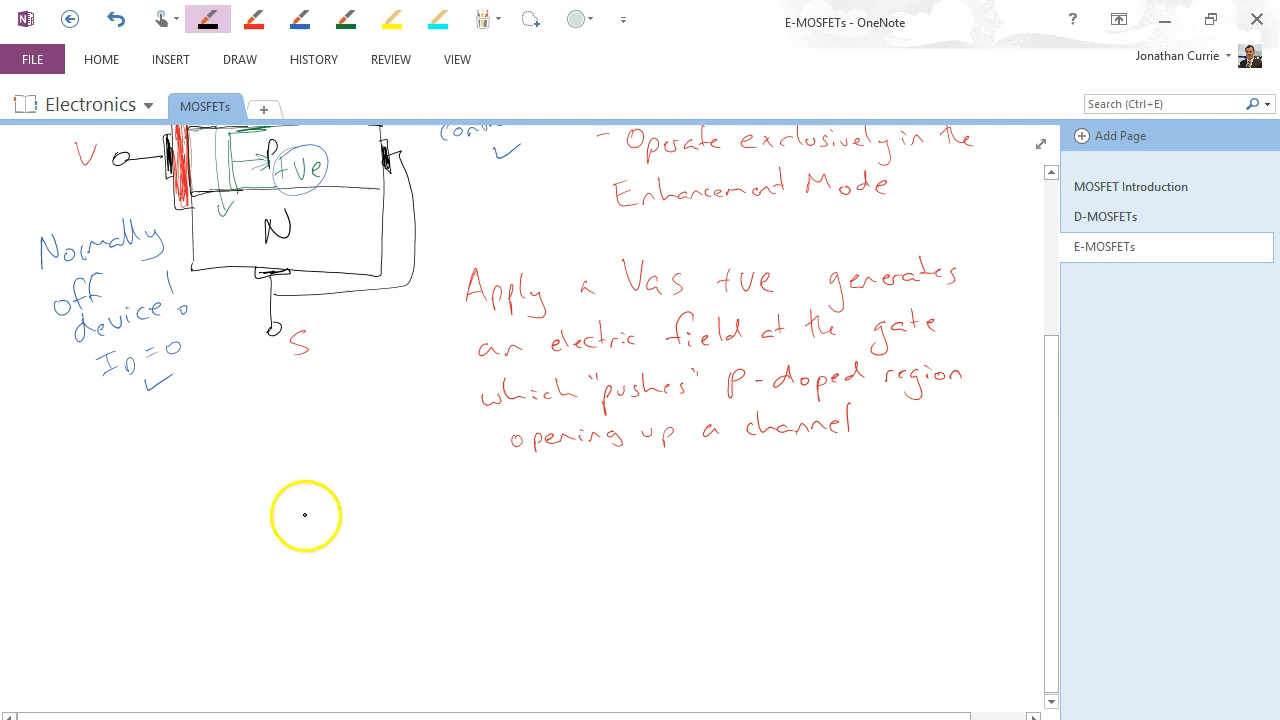 E-MOSFETs - OneNote
?
FILE
HOME
INSERT
DRAW
HISTORY
REVIEW
VIEW
Jonathan Currie
Electronics
MOSFETs
+
Search (Ctrl+E)
Add Page
MOSFET Introduction
D-MOSFETs
E-MOSFETs
V
P
+ve
N
S
Normally
off
device!
ID = 0
- Operate exclusively in the
Enhancement Mode
Apply a VGS +ve generates
an electric field at the gate
which "pushes" P-doped region
opening up a channel